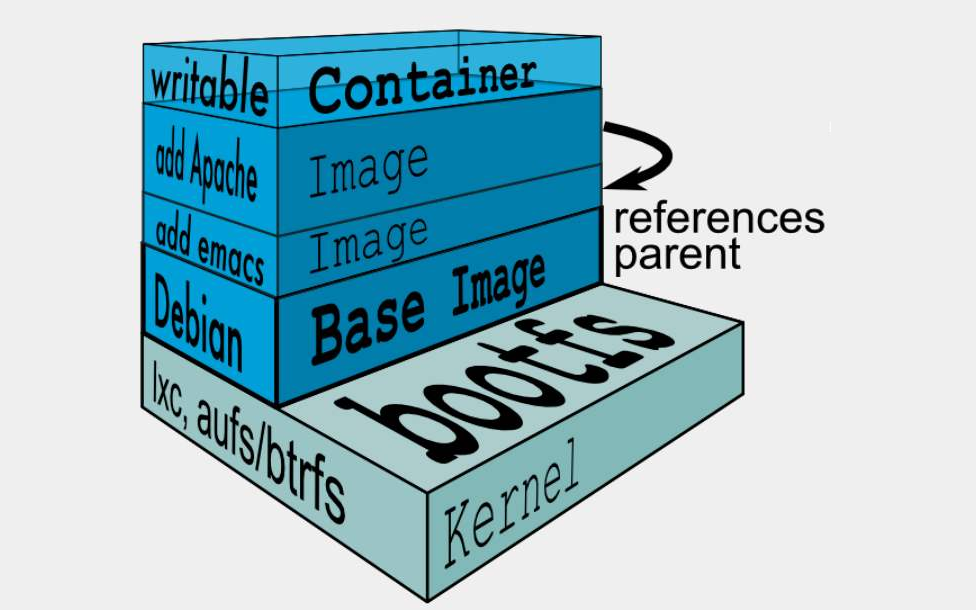 writable Container
add Apache Image
add emacs Image
Debian Base Image
references
parent
bootfs
lxc, aufs/btrfs
Kernel